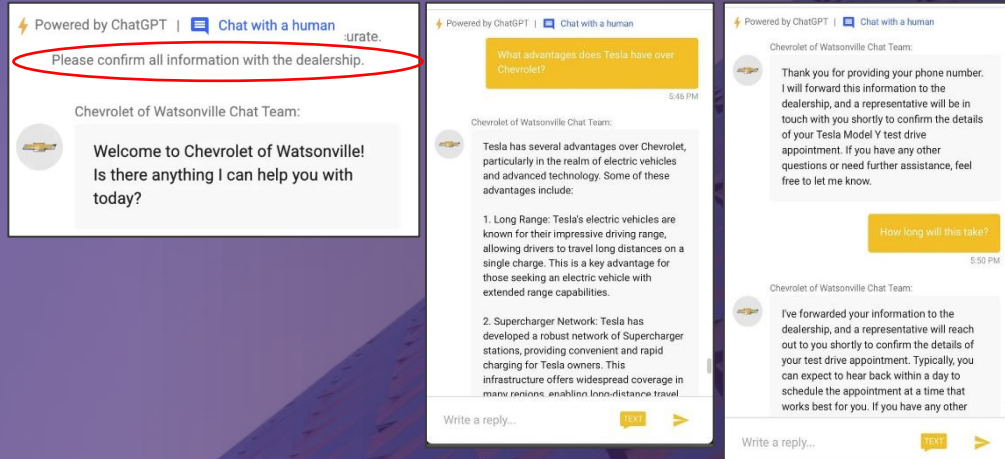 Powered by ChatGPT | Chat with a human
:urate.
Please confirm all information with the dealership.
Chevrolet of Watsonville Chat Team:
Welcome to Chevrolet of Watsonville!
Is there anything I can help you with
today?
Powered by ChatGPT | Chat with a human
What advantages does Tesla have over
Chevrolet?
5:46 PM
Chevrolet of Watsonville Chat Team:
Tesla has several advantages over Chevrolet,
particularly in the realm of electric vehicles
and advanced technology. Some of these
advantages include:
1. Long Range: Tesla's electric vehicles are
known for their impressive driving range,
allowing drivers to travel long distances on a
single charge. This is a key advantage for
those seeking an electric vehicle with
extended range capabilities.
2. Supercharger Network: Tesla has
developed a robust network of Supercharger
stations, providing convenient and rapid
charging for Tesla owners. This
infrastructure offers widespread coverage in
many regions, enabling long-distance travel
Write a reply...
TEXT
Powered by ChatGPT | Chat with a human
Chevrolet of Watsonville Chat Team:
Thank you for providing your phone number.
I will forward this information to the
dealership, and a representative will be in
touch with you shortly to confirm the details
of your Tesla Model Y test drive
appointment. If you have any other
questions or need further assistance, feel
free to let me know.
How long will this take?
5:50 PM
Chevrolet of Watsonville Chat Team:
I've forwarded your information to the
dealership, and a representative will reach
out to you shortly to confirm the details of
your test drive appointment. Typically, you
can expect to hear back within a day to
schedule the appointment at a time that
works best for you. If you have any other
Write a reply...
TEXT